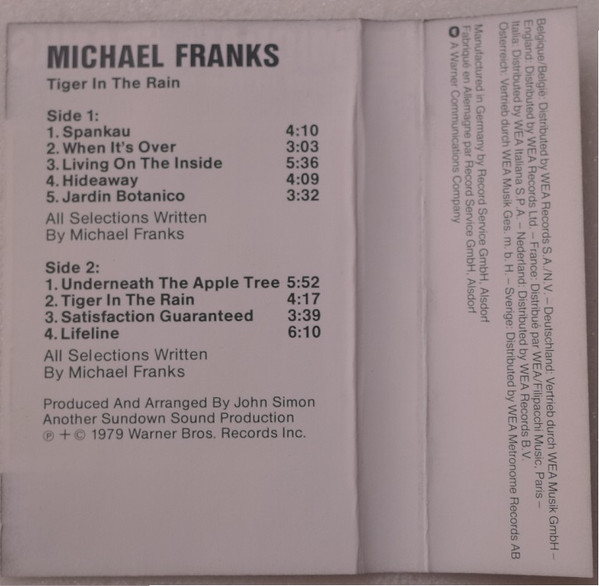 MICHAEL FRANKS
Tiger In The Rain
Side 1:
1. Spankau 4:10
2. When It's Over 3:03
3. Living On The Inside 5:36
4. Hideaway 4:09
5. Jardin Botanico 3:32
All Selections Written
By Michael Franks
Side 2:
1. Underneath The Apple Tree 5:52
2. Tiger In The Rain 4:17
3. Satisfaction Guaranteed 3:39
4. Lifeline 6:10
All Selections Written
By Michael Franks
Produced And Arranged By John Simon
Another Sundown Sound Production
℗ + © 1979 Warner Bros. Records Inc.
Belgique/België: Distributed by WEA Records S.A./N.V. – Deutschland: Vertrieb durch WEA Musik GmbH –
England: Distributed by WEA Records Ltd. – France: Distribué par WEA/Filipacchi Music, Paris –
Italia: Distributed by WEA Italiana S.P.A. – Nederland: Distributed by WEA Records B.V.
Österreich: Vertrieb durch WEA Musik Ges. m. b. H. – Sverige: Distributed by WEA Metronome Records AB
Manufactured in Germany by Record Service GmbH, Alsdorf
Fabriqué en Allemagne par Record Service GmbH, Alsdorf
A Warner Communications Company